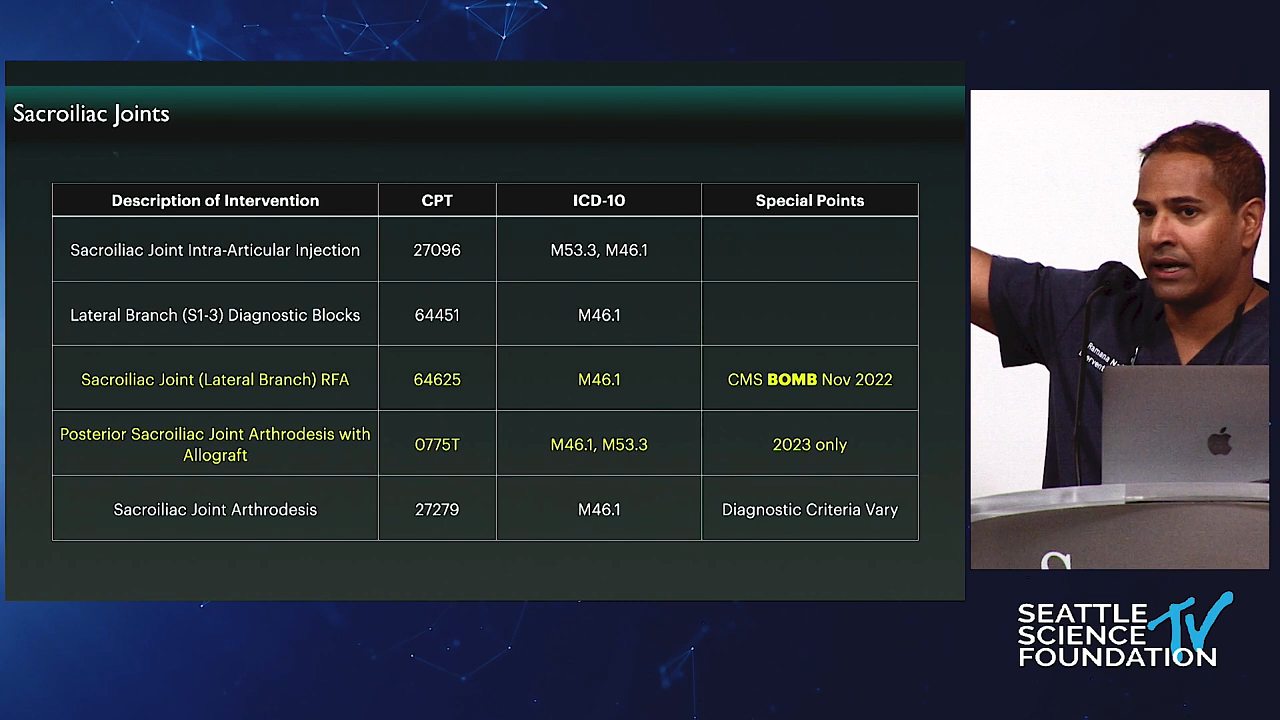 Sacroiliac Joints
Description of Intervention CPT ICD-10 Special Points
Sacroiliac Joint Intra-Articular Injection 27096 M53.3, M46.1
Lateral Branch (S1-3) Diagnostic Blocks 64451 M46.1
Sacroiliac Joint (Lateral Branch) RFA 64625 M46.1 CMS BOMB Nov 2022
Posterior Sacroiliac Joint Arthrodesis with
Allograft 0775T M46.1, M53.3 2023 only
Sacroiliac Joint Arthrodesis 27279 M46.1 Diagnostic Criteria Vary
Ramana
S
SEATTLE
SCIENCE TV
FOUNDATION